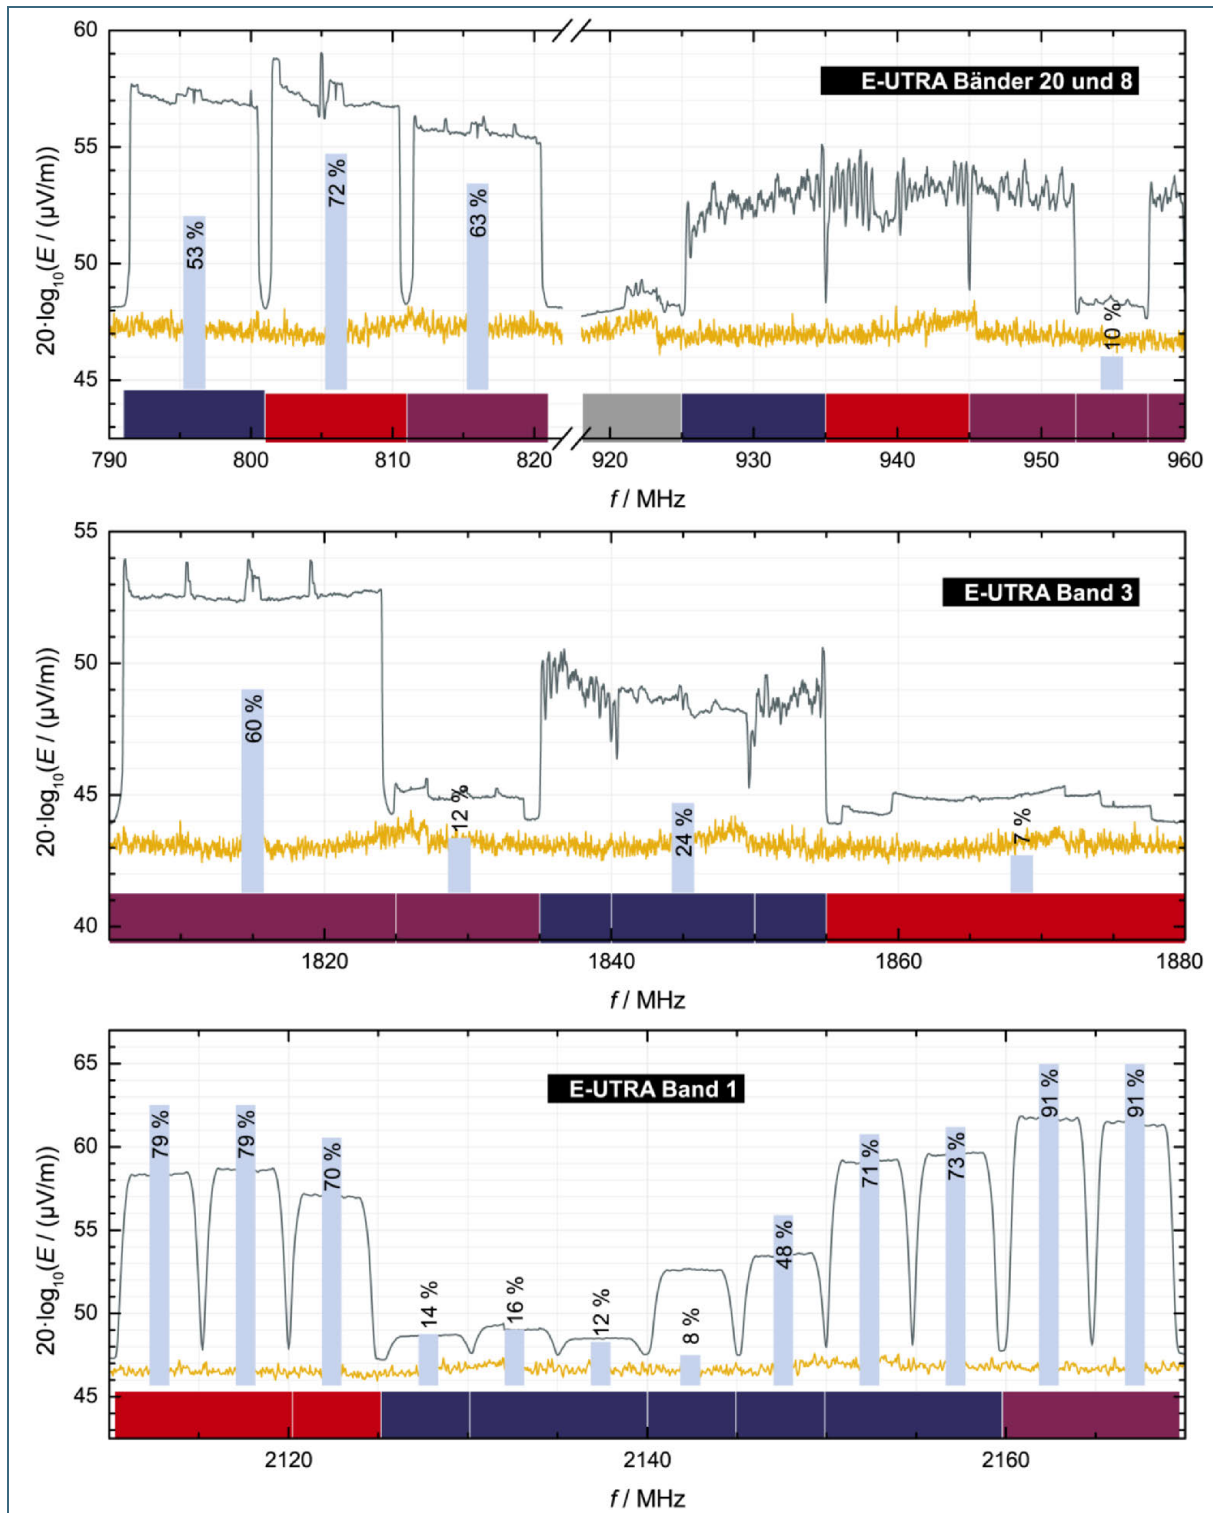 60
55
50
45
20·log₁₀(E / (µV/m))
E-UTRA Bänder 20 und 8
53 %
72 %
63 %
10 %
790 800 810 820 920 930 940 950 960
f / MHz
55
50
45
40
20·log₁₀(E / (µV/m))
E-UTRA Band 3
60 %
12 %
24 %
7 %
1820 1840 1860 1880
f / MHz
65
60
55
50
45
20·log₁₀(E / (µV/m))
E-UTRA Band 1
79 %
79 %
70 %
14 %
16 %
12 %
8 %
48 %
71 %
73 %
91 %
91 %
2120 2140 2160
f / MHz